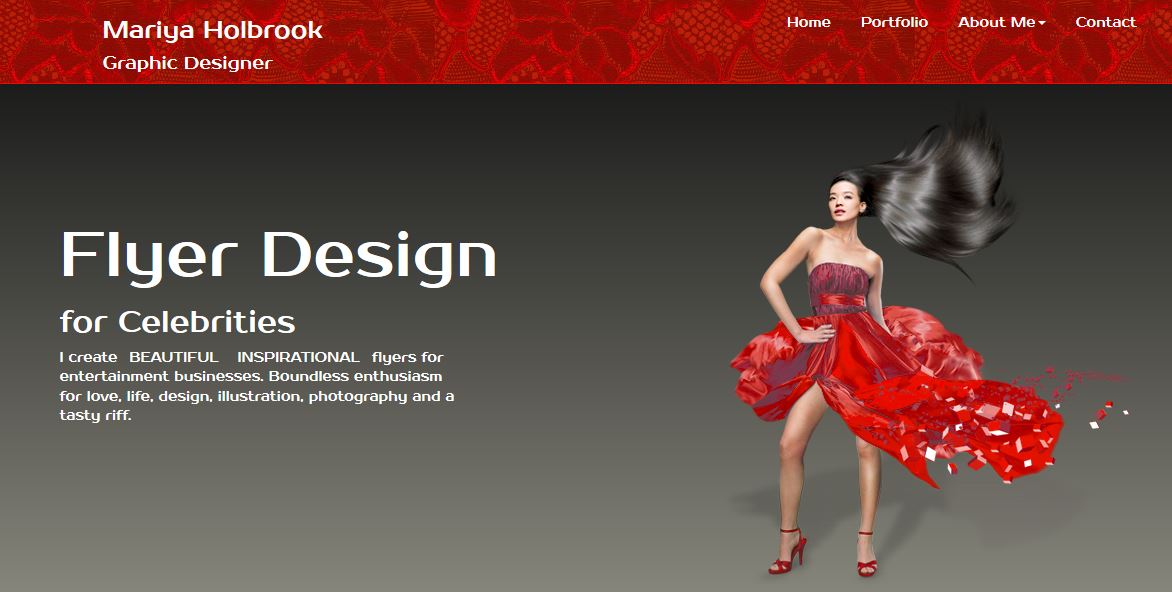 Mariya Holbrook
Graphic Designer
Home Portfolio About Me Contact
Flyer Design
for Celebrities
I create BEAUTIFUL INSPIRATIONAL flyers for
entertainment businesses. Boundless enthusiasm
for love, life, design, illustration, photography and a
tasty riff.